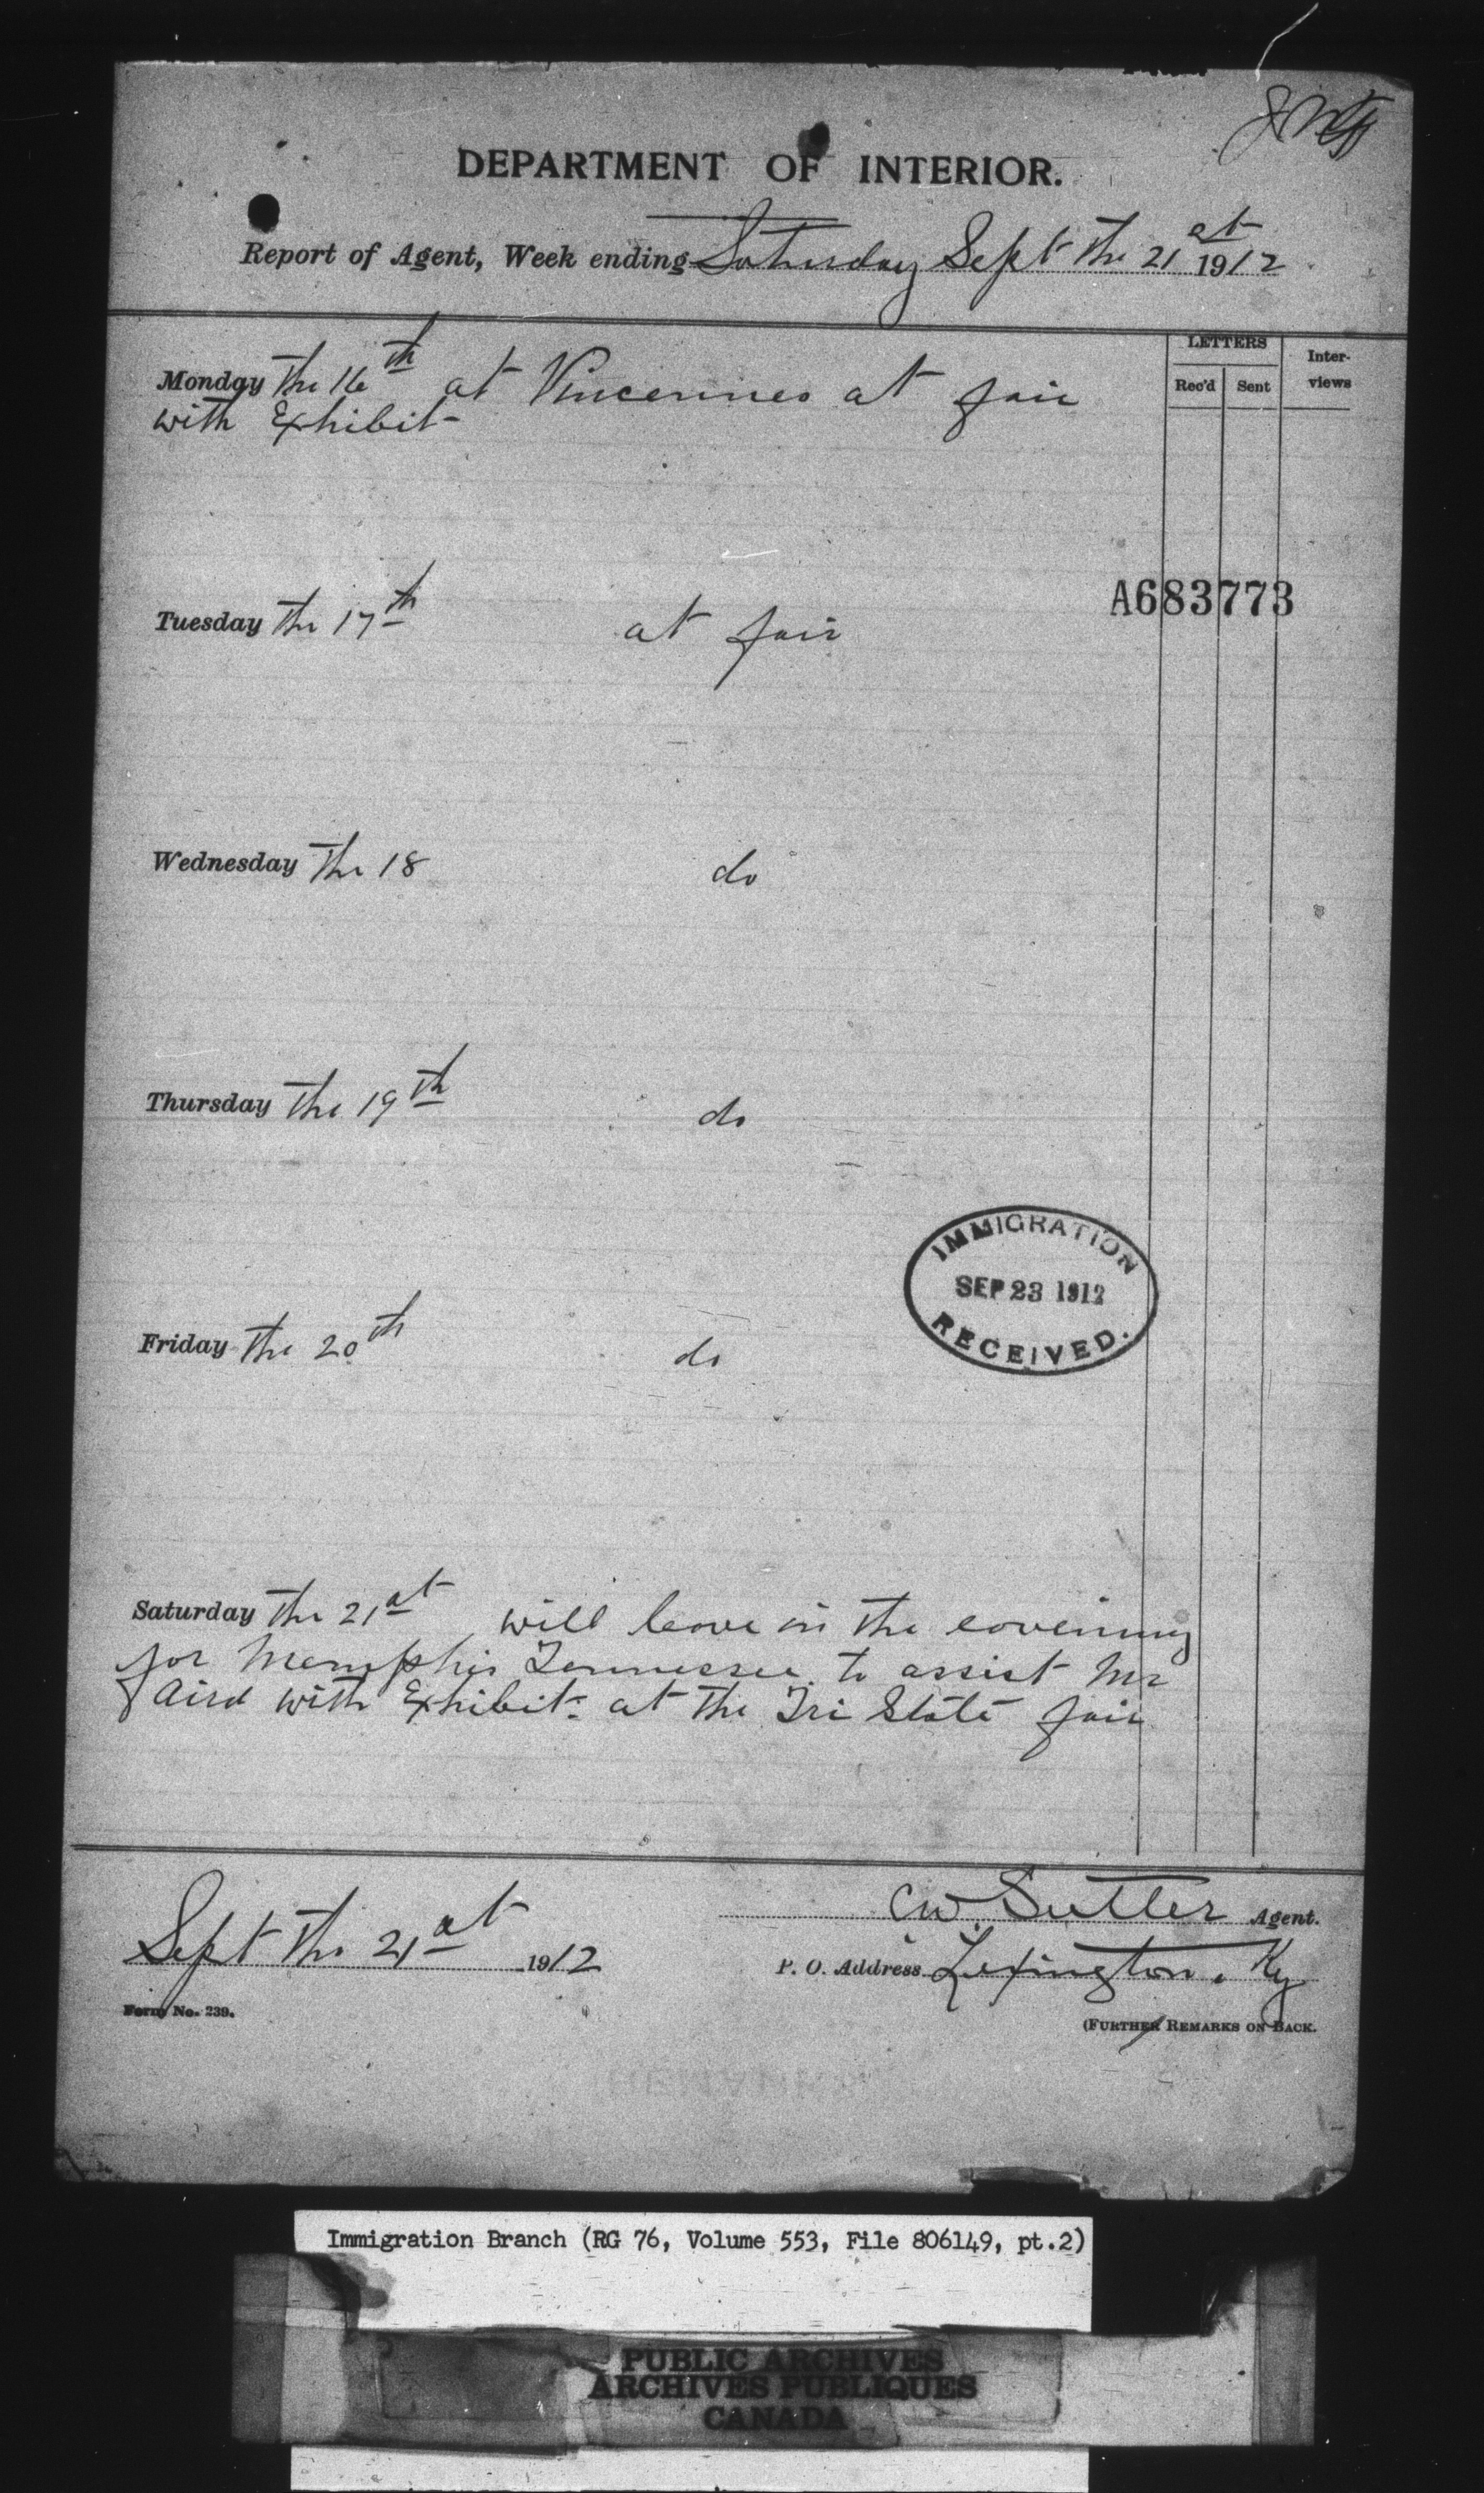 DEPARTMENT OF INTERIOR.
Report of Agent, Week ending Saturday Sept the 21st 1912
LETTERS
Inter-
views
Rec'd Sent
Monday the 16th at Vincennes at fair
with Exhibit
A683773
Tuesday the 17th at fair
Wednesday the 18 do
Thursday the 19th do
IMMIGRATION
SEP 23 1912
RECEIVED.
Friday the 20th do
Saturday the 21st will leave in the evening
for Memphis Tennessee to assist Mr
Aird with Exhibit at the Tri State fair
CW. Sutter Agent.
Sept the 21st 1912
P. O. Address Lexington, Ky
Form No. 239.
(FURTHER REMARKS ON BACK.
Immigration Branch (RG 76, Volume 553, File 806149, pt.2)
PUBLIC ARCHIVES
ARCHIVES PUBLIQUES
CANADA